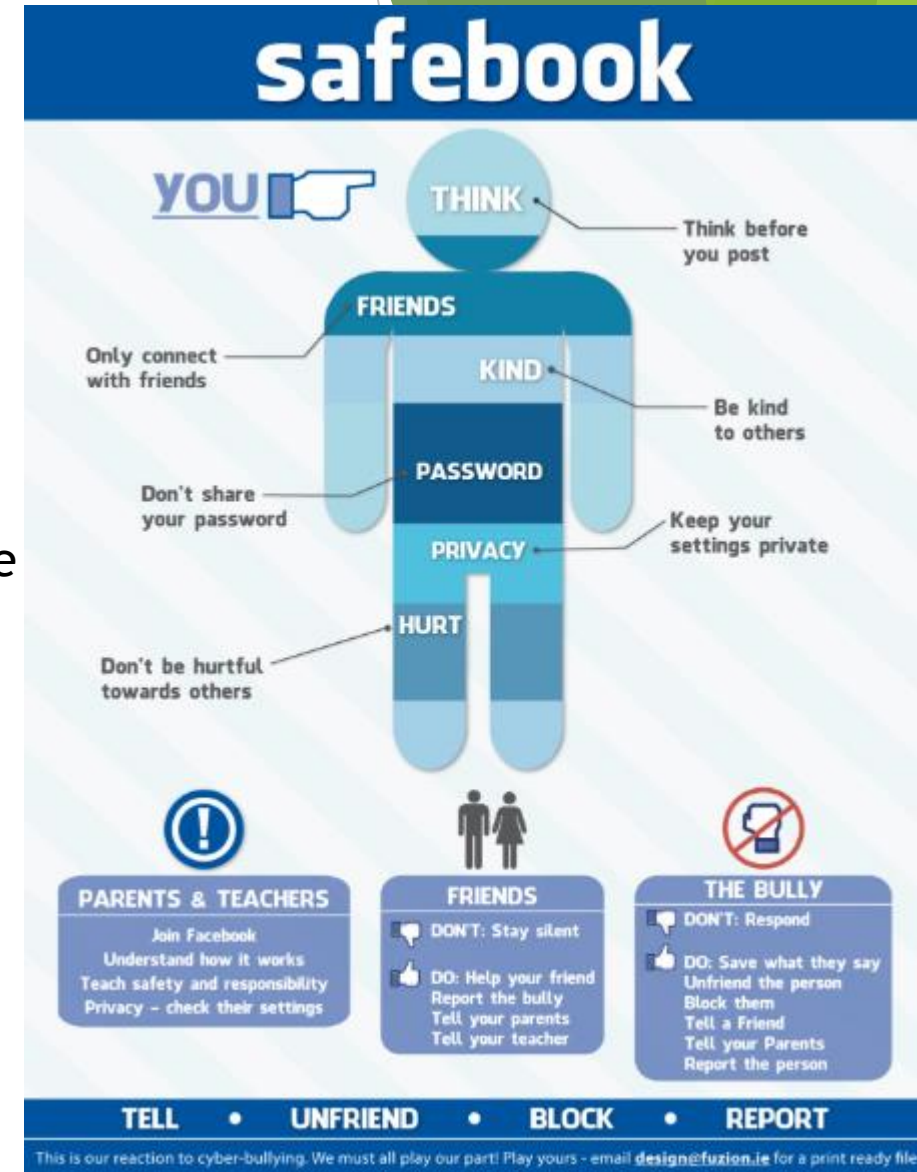 safebook
YOU
THINK
Think before
you post
FRIENDS
Only connect
with friends
KIND
Be kind
to others
PASSWORD
Don't share
your password
PRIVACY
Keep your
settings private
HURT
Don't be hurtful
towards others
e
PARENTS & TEACHERS
Join Facebook
Understand how it works
Teach safety and responsibility
Privacy – check their settings
FRIENDS
DON'T: Stay silent
DO: Help your friend
Report the bully
Tell your parents
Tell your teacher
THE BULLY
DON'T: Respond
DO: Save what they say
Unfriend the person
Block them
Tell a Friend
Tell your Parents
Report the person
TELL • UNFRIEND • BLOCK • REPORT
This is our reaction to cyber-bullying. We must all play our part! Play yours - email design@fuzion.ie for a print ready file